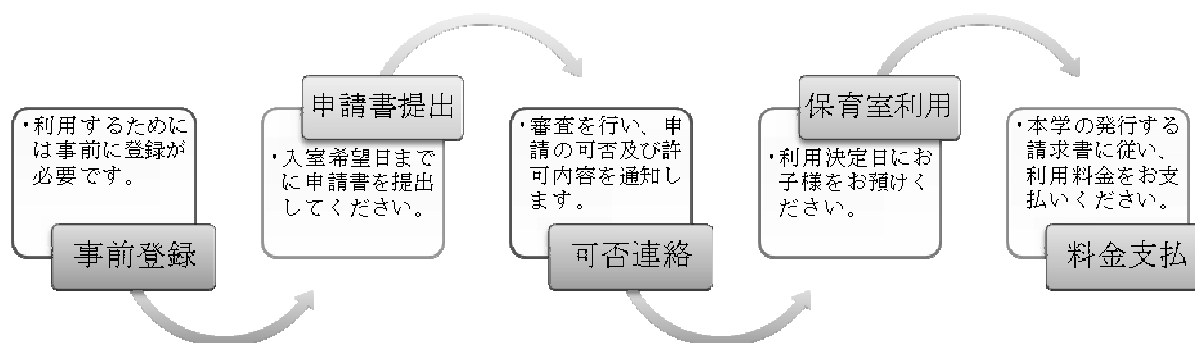 ・利用するために
は事前に登録が
必要です。
事前登録
申請書提出
・入室希望日まで
に申請書を提出
してください。
・審査を行い、申
請の可否及び許
可内容を通知し
ます。
可否連絡
保育室利用
・利用決定日にお
子様をお預けく
ださい。
・本学の発行する
請求書に従い、
利用料金をお支
払いください。
料金支払